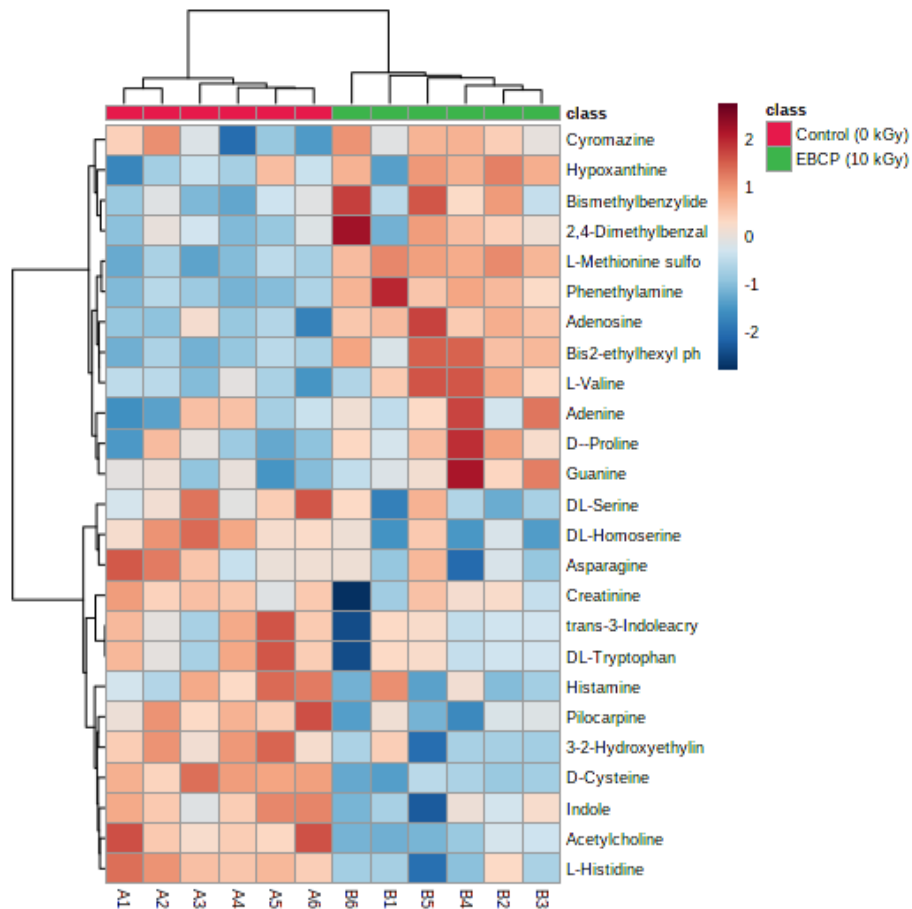 class
Cyromazine
Hypoxanthine
Bismethylbenzylide
2,4-Dimethylbenzal
L-Methionine sulfo
Phenethylamine
Adenosine
Bis2-ethylhexyl ph
L-Valine
Adenine
D--Proline
Guanine
DL-Serine
DL-Homoserine
Asparagine
Creatinine
trans-3-Indoleacry
DL-Tryptophan
Histamine
Pilocarpine
3-2-Hydroxyethylin
D-Cysteine
Indole
Acetylcholine
L-Histidine
A1 A2 A3 A4 A5 A6 B6 B1 B5 B4 B2 B3
2
1
0
-1
-2
class
Control (0 kGy)
EBCP (10 kGy)